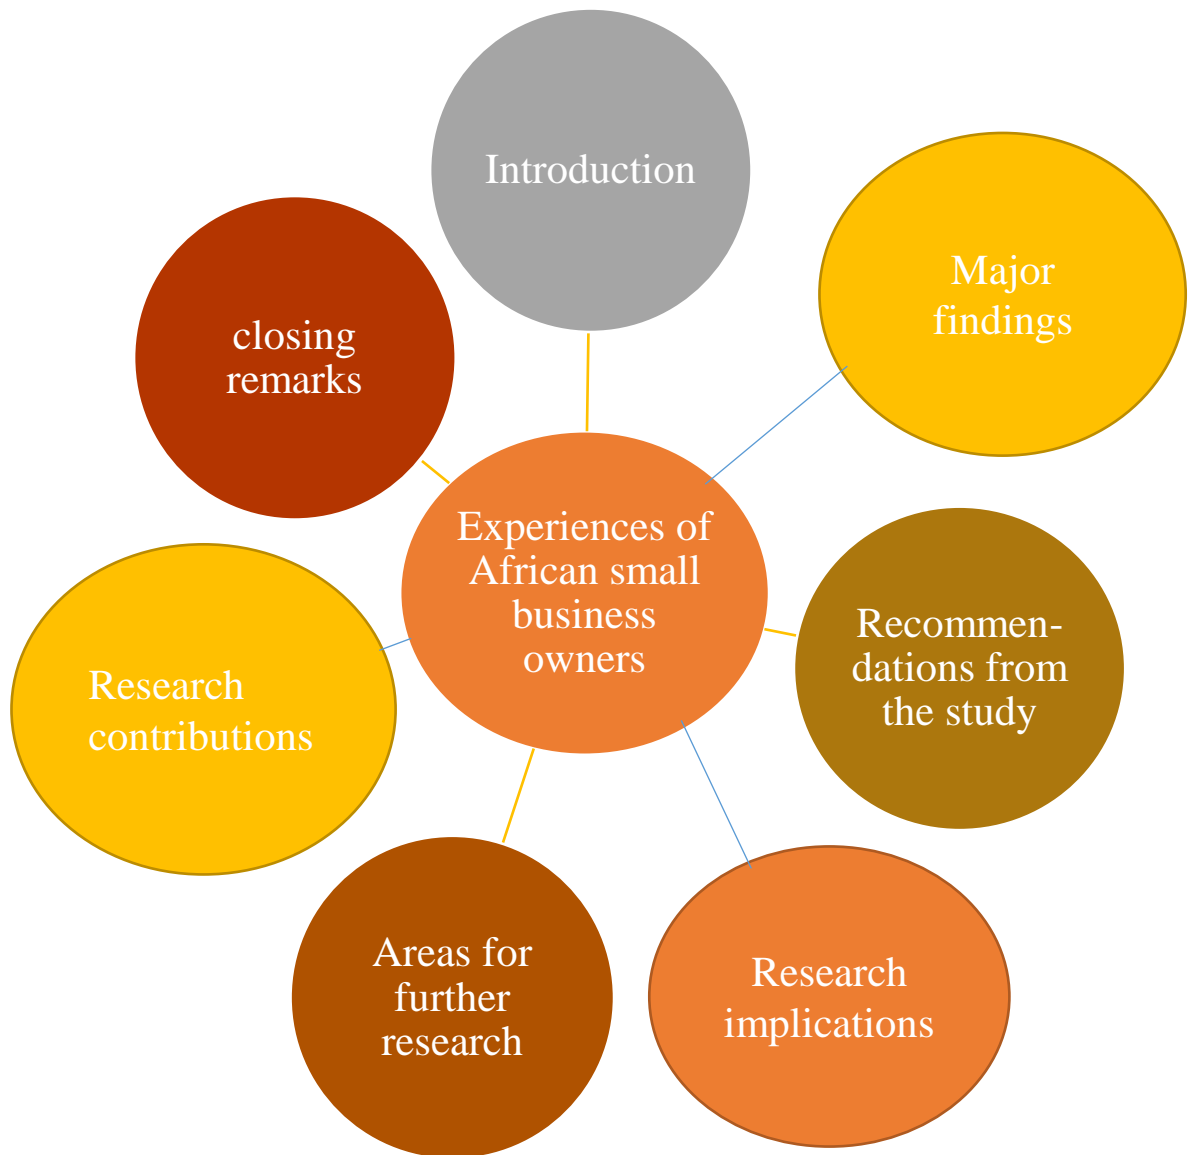 Introduction
Major
findings
closing
remarks
Experiences of
African small
business
owners
Recommen-
dations from
the study
Research
contributions
Areas for
further
research
Research
implications